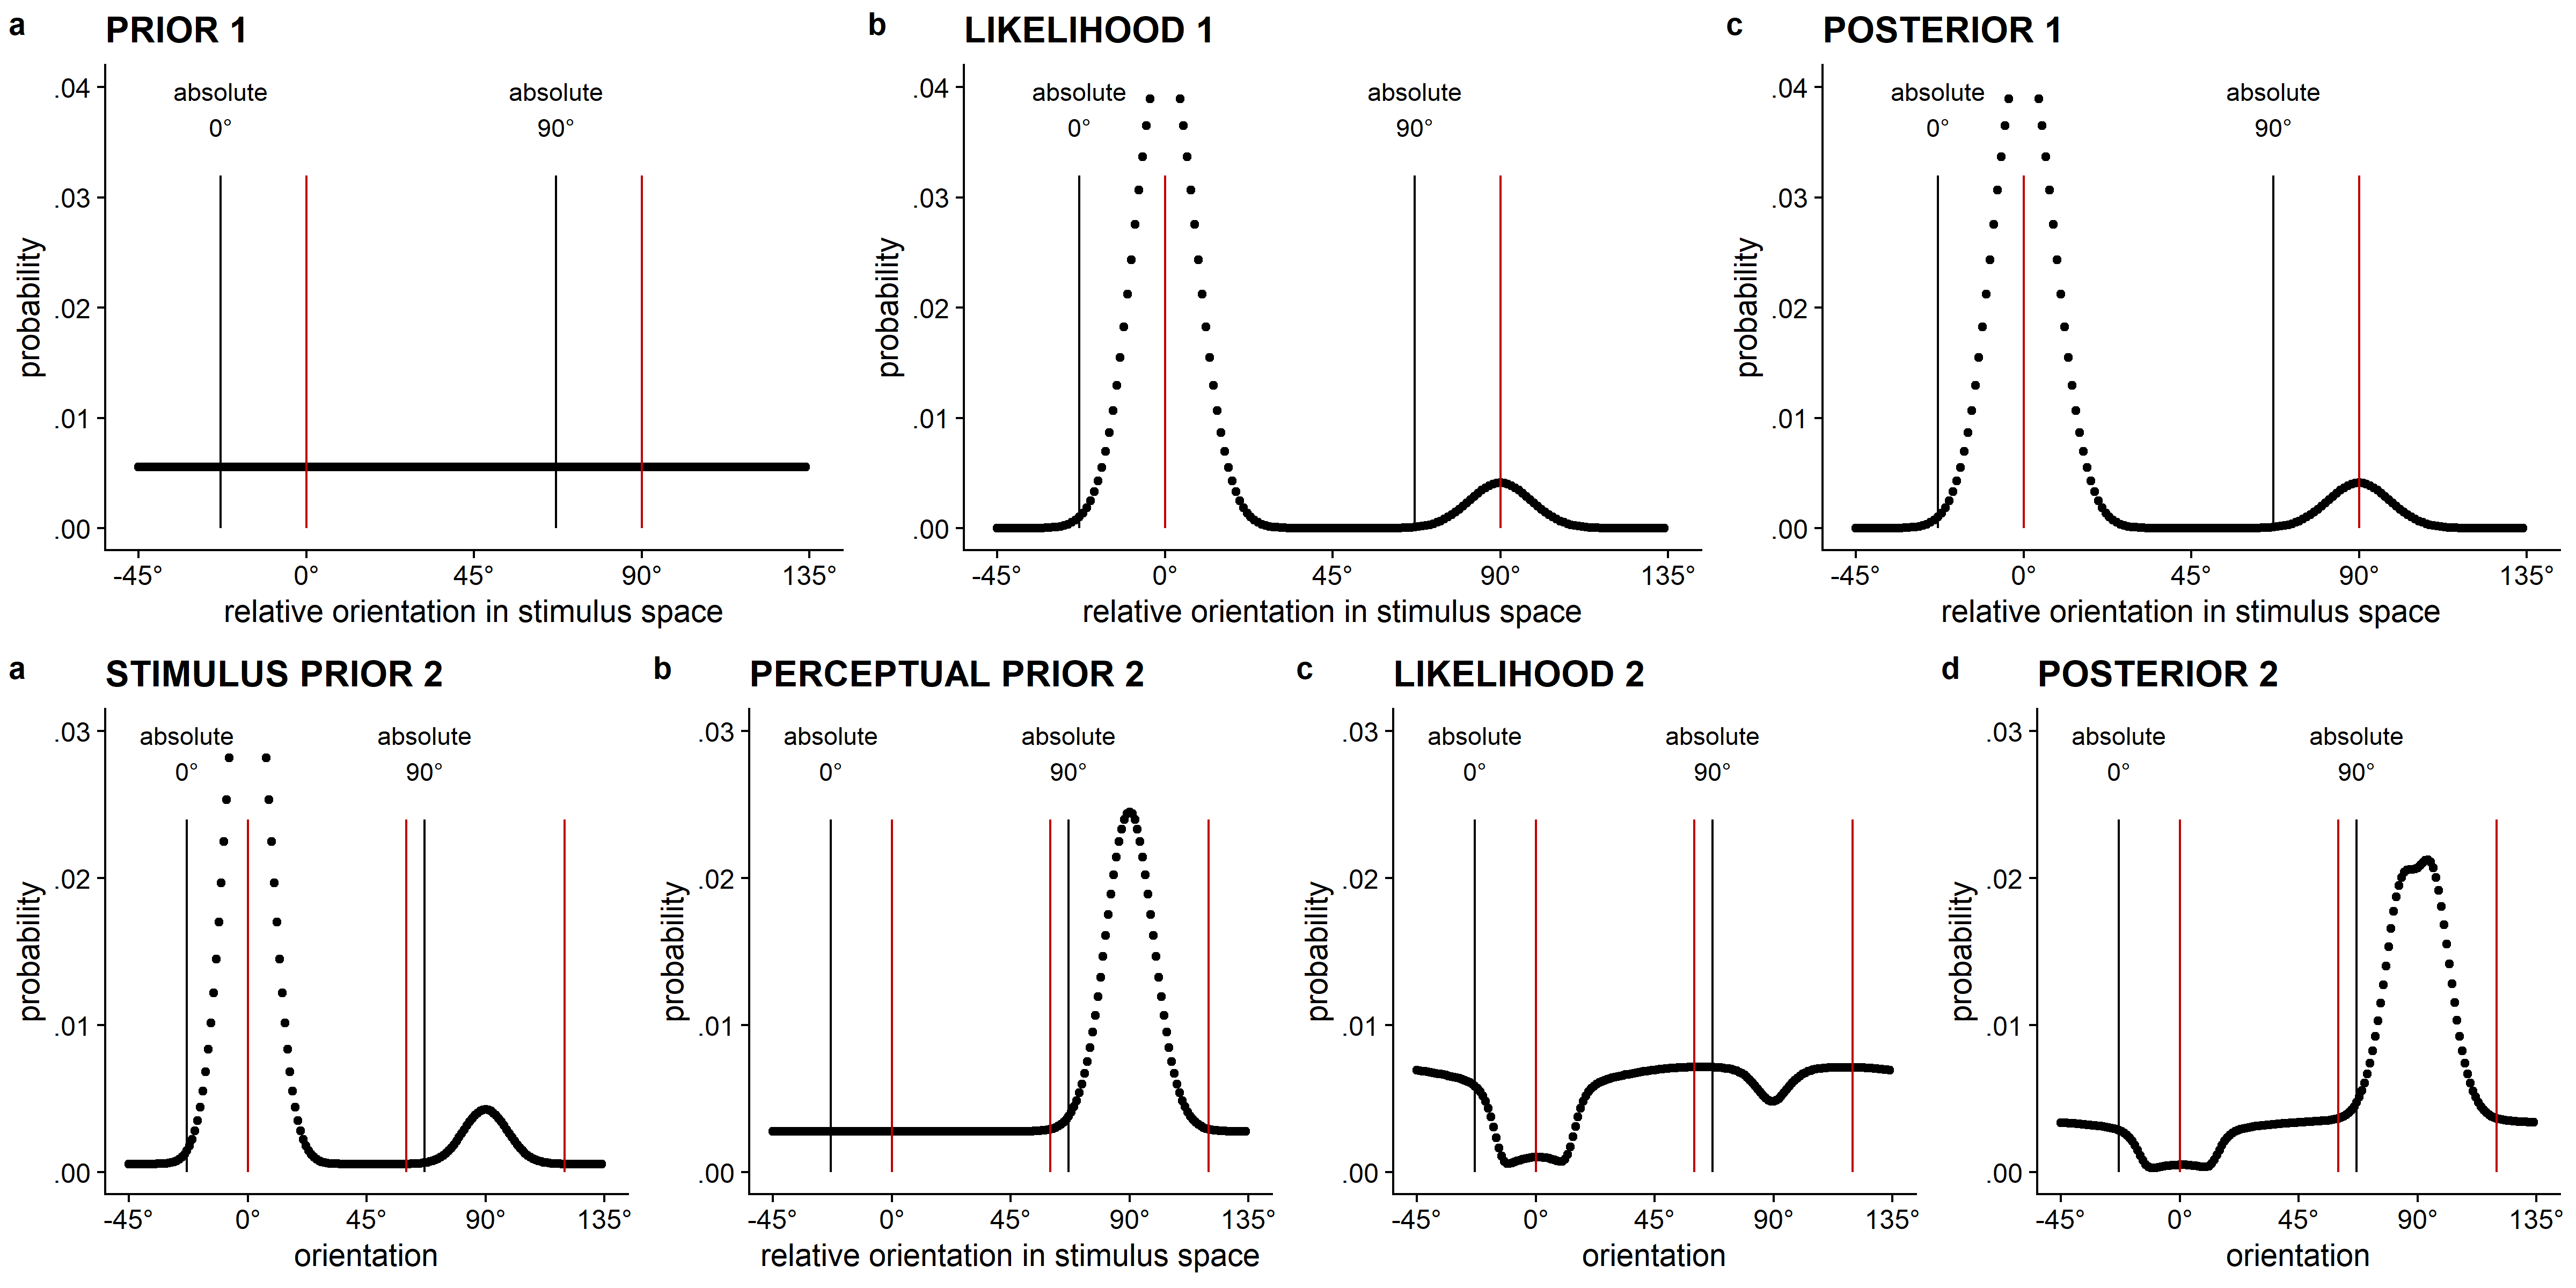 a PRIOR 1
absolute
0°
absolute
90°
.04
.03
.02
.01
.00
probability
-45° 0° 45° 90° 135°
relative orientation in stimulus space
b LIKELIHOOD 1
absolute
0°
absolute
90°
.04
.03
.02
.01
.00
probability
-45° 0° 45° 90° 135°
relative orientation in stimulus space
c POSTERIOR 1
absolute
0°
absolute
90°
.04
.03
.02
.01
.00
probability
-45° 0° 45° 90° 135°
relative orientation in stimulus space
a STIMULUS PRIOR 2
absolute
0°
absolute
90°
.03
.02
.01
.00
probability
-45° 0° 45° 90° 135°
orientation
b PERCEPTUAL PRIOR 2
absolute
0°
absolute
90°
.03
.02
.01
.00
probability
-45° 0° 45° 90° 135°
relative orientation in stimulus space
c LIKELIHOOD 2
absolute
0°
absolute
90°
.03
.02
.01
.00
probability
-45° 0° 45° 90° 135°
orientation
d POSTERIOR 2
absolute
0°
absolute
90°
.03
.02
.01
.00
probability
-45° 0° 45° 90° 135°
orientation